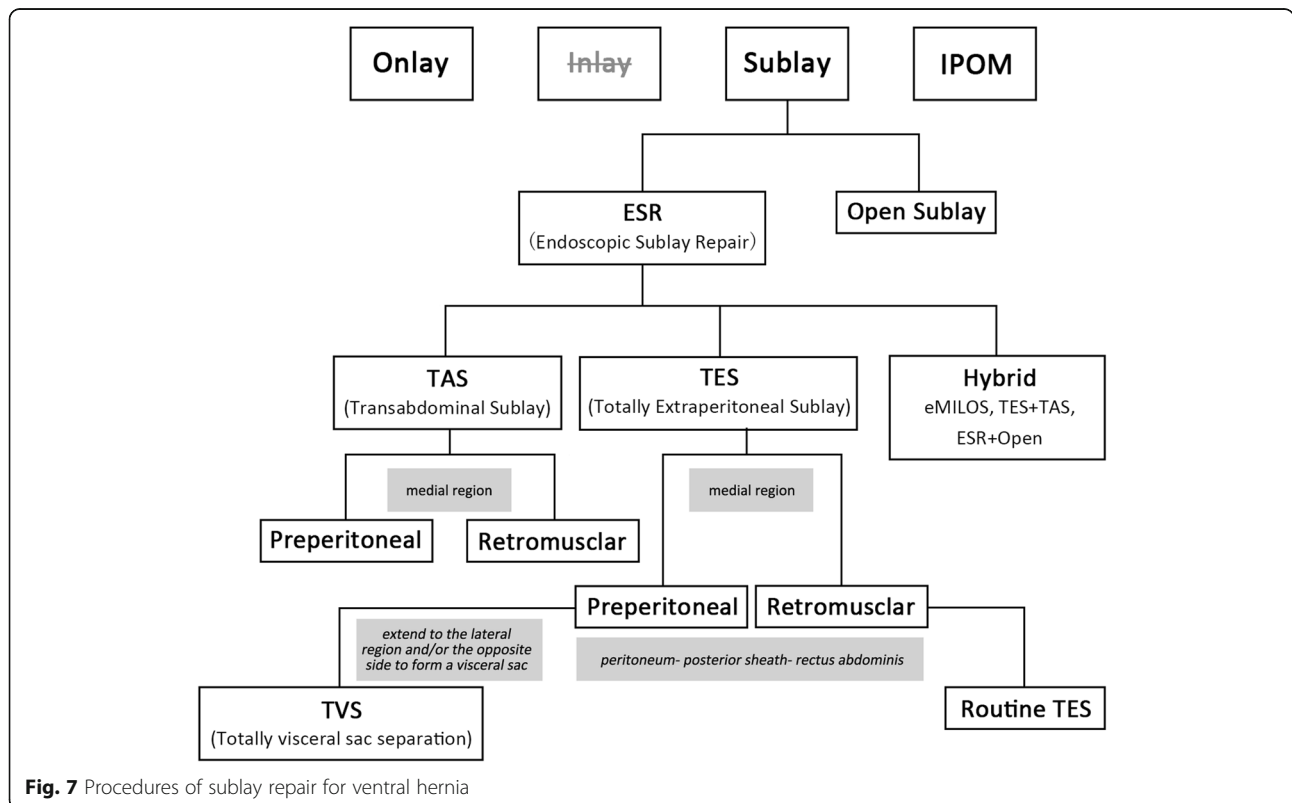 Onlay
Inlay
Sublay
IPOM
ESR
(Endoscopic Sublay Repair)
Open Sublay
TAS
(Transabdominal Sublay)
TES
(Totally Extraperitoneal Sublay)
Hybrid
eMILOS, TES+TAS,
ESR+Open
medial region
medial region
Preperitoneal
Retromusclar
Preperitoneal
Retromusclar
extend to the lateral
region and/or the opposite
side to form a visceral sac
peritoneum- posterior sheath- rectus abdominis
TVS
(Totally visceral sac separation)
Routine TES
Fig. 7 Procedures of sublay repair for ventral hernia